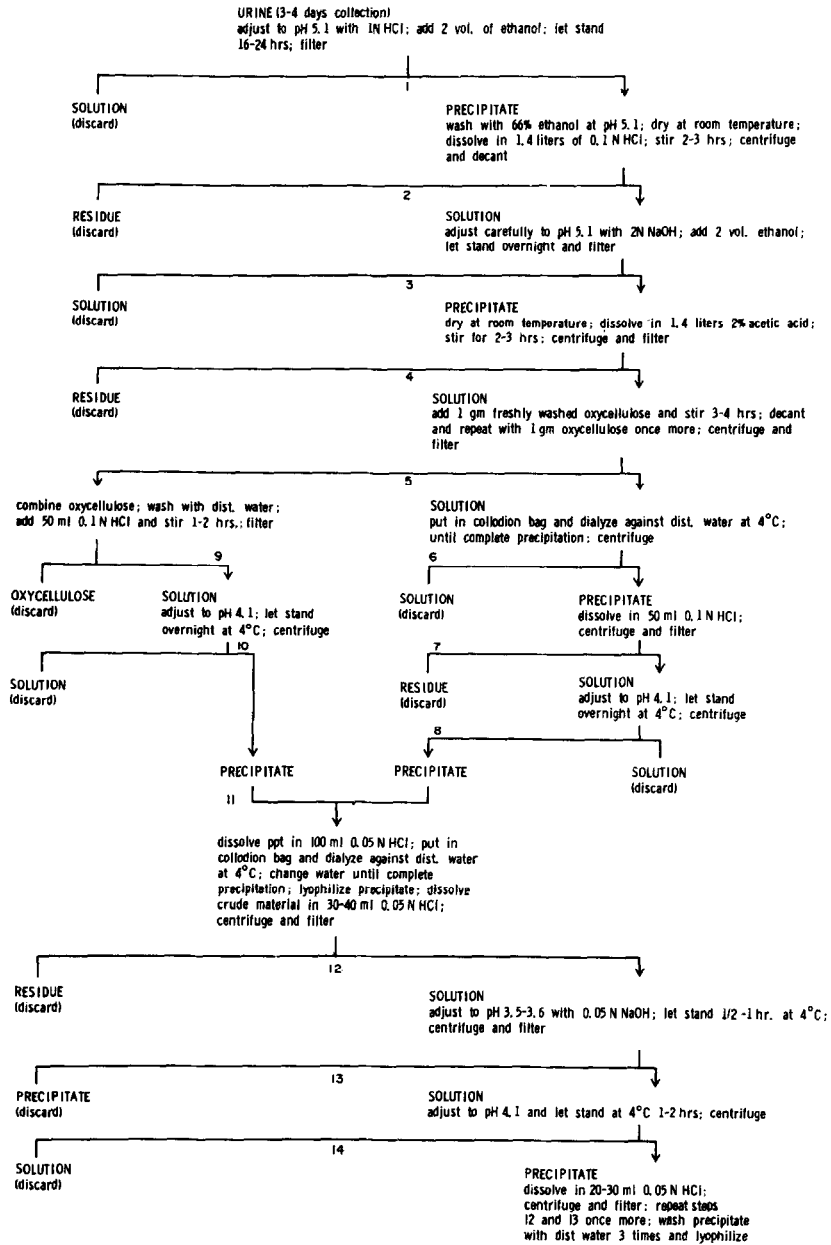 URINE (3-4 days collection)
adjust to pH 5.1 with 1N HCl; add 2 vol. of ethanol; let stand
16-24 hrs; filter
1
SOLUTION
(discard)
PRECIPITATE
wash with 66% ethanol at pH 5.1; dry at room temperature;
dissolve in 1.4 liters of 0.1 N HCl; stir 2-3 hrs; centrifuge
and decant
2
RESIDUE
(discard)
SOLUTION
adjust carefully to pH 5.1 with 2N NaOH; add 2 vol. ethanol;
let stand overnight and filter
3
SOLUTION
(discard)
PRECIPITATE
dry at room temperature; dissolve in 1.4 liters 2% acetic acid;
stir for 2-3 hrs; centrifuge and filter
4
RESIDUE
(discard)
SOLUTION
add 1 gm freshly washed oxycellulose and stir 3-4 hrs; decant
and repeat with 1 gm oxycellulose once more; centrifuge and
filter
5
combine oxycellulose; wash with dist. water;
add 50 ml 0.1 N HCl and stir 1-2 hrs.; filter
SOLUTION
put in collodion bag and dialyze against dist. water at 4°C;
until complete precipitation; centrifuge
9
6
OXYCELLULOSE
(discard)
SOLUTION
adjust to pH 4.1; let stand
overnight at 4°C; centrifuge
SOLUTION
(discard)
PRECIPITATE
dissolve in 50 ml 0.1 N HCl;
centrifuge and filter
10
7
SOLUTION
(discard)
RESIDUE
(discard)
SOLUTION
adjust to pH 4.1; let stand
overnight at 4°C; centrifuge
8
PRECIPITATE
PRECIPITATE
SOLUTION
(discard)
11
dissolve ppt in 100 ml 0.05 N HCl; put in
collodion bag and dialyze against dist. water
at 4°C; change water until complete
precipitation; lyophilize precipitate; dissolve
crude material in 30-40 ml 0.05 N HCl;
centrifuge and filter
12
RESIDUE
(discard)
SOLUTION
adjust to pH 3.5-3.6 with 0.05 N NaOH; let stand 1/2 -1 hr. at 4°C;
centrifuge and filter
13
PRECIPITATE
(discard)
SOLUTION
adjust to pH 4.1 and let stand at 4°C 1-2 hrs; centrifuge
14
SOLUTION
(discard)
PRECIPITATE
dissolve in 20-30 ml 0.05 N HCl;
centrifuge and filter; repeat steps
12 and 13 once more; wash precipitate
with dist water 3 times and lyophilize